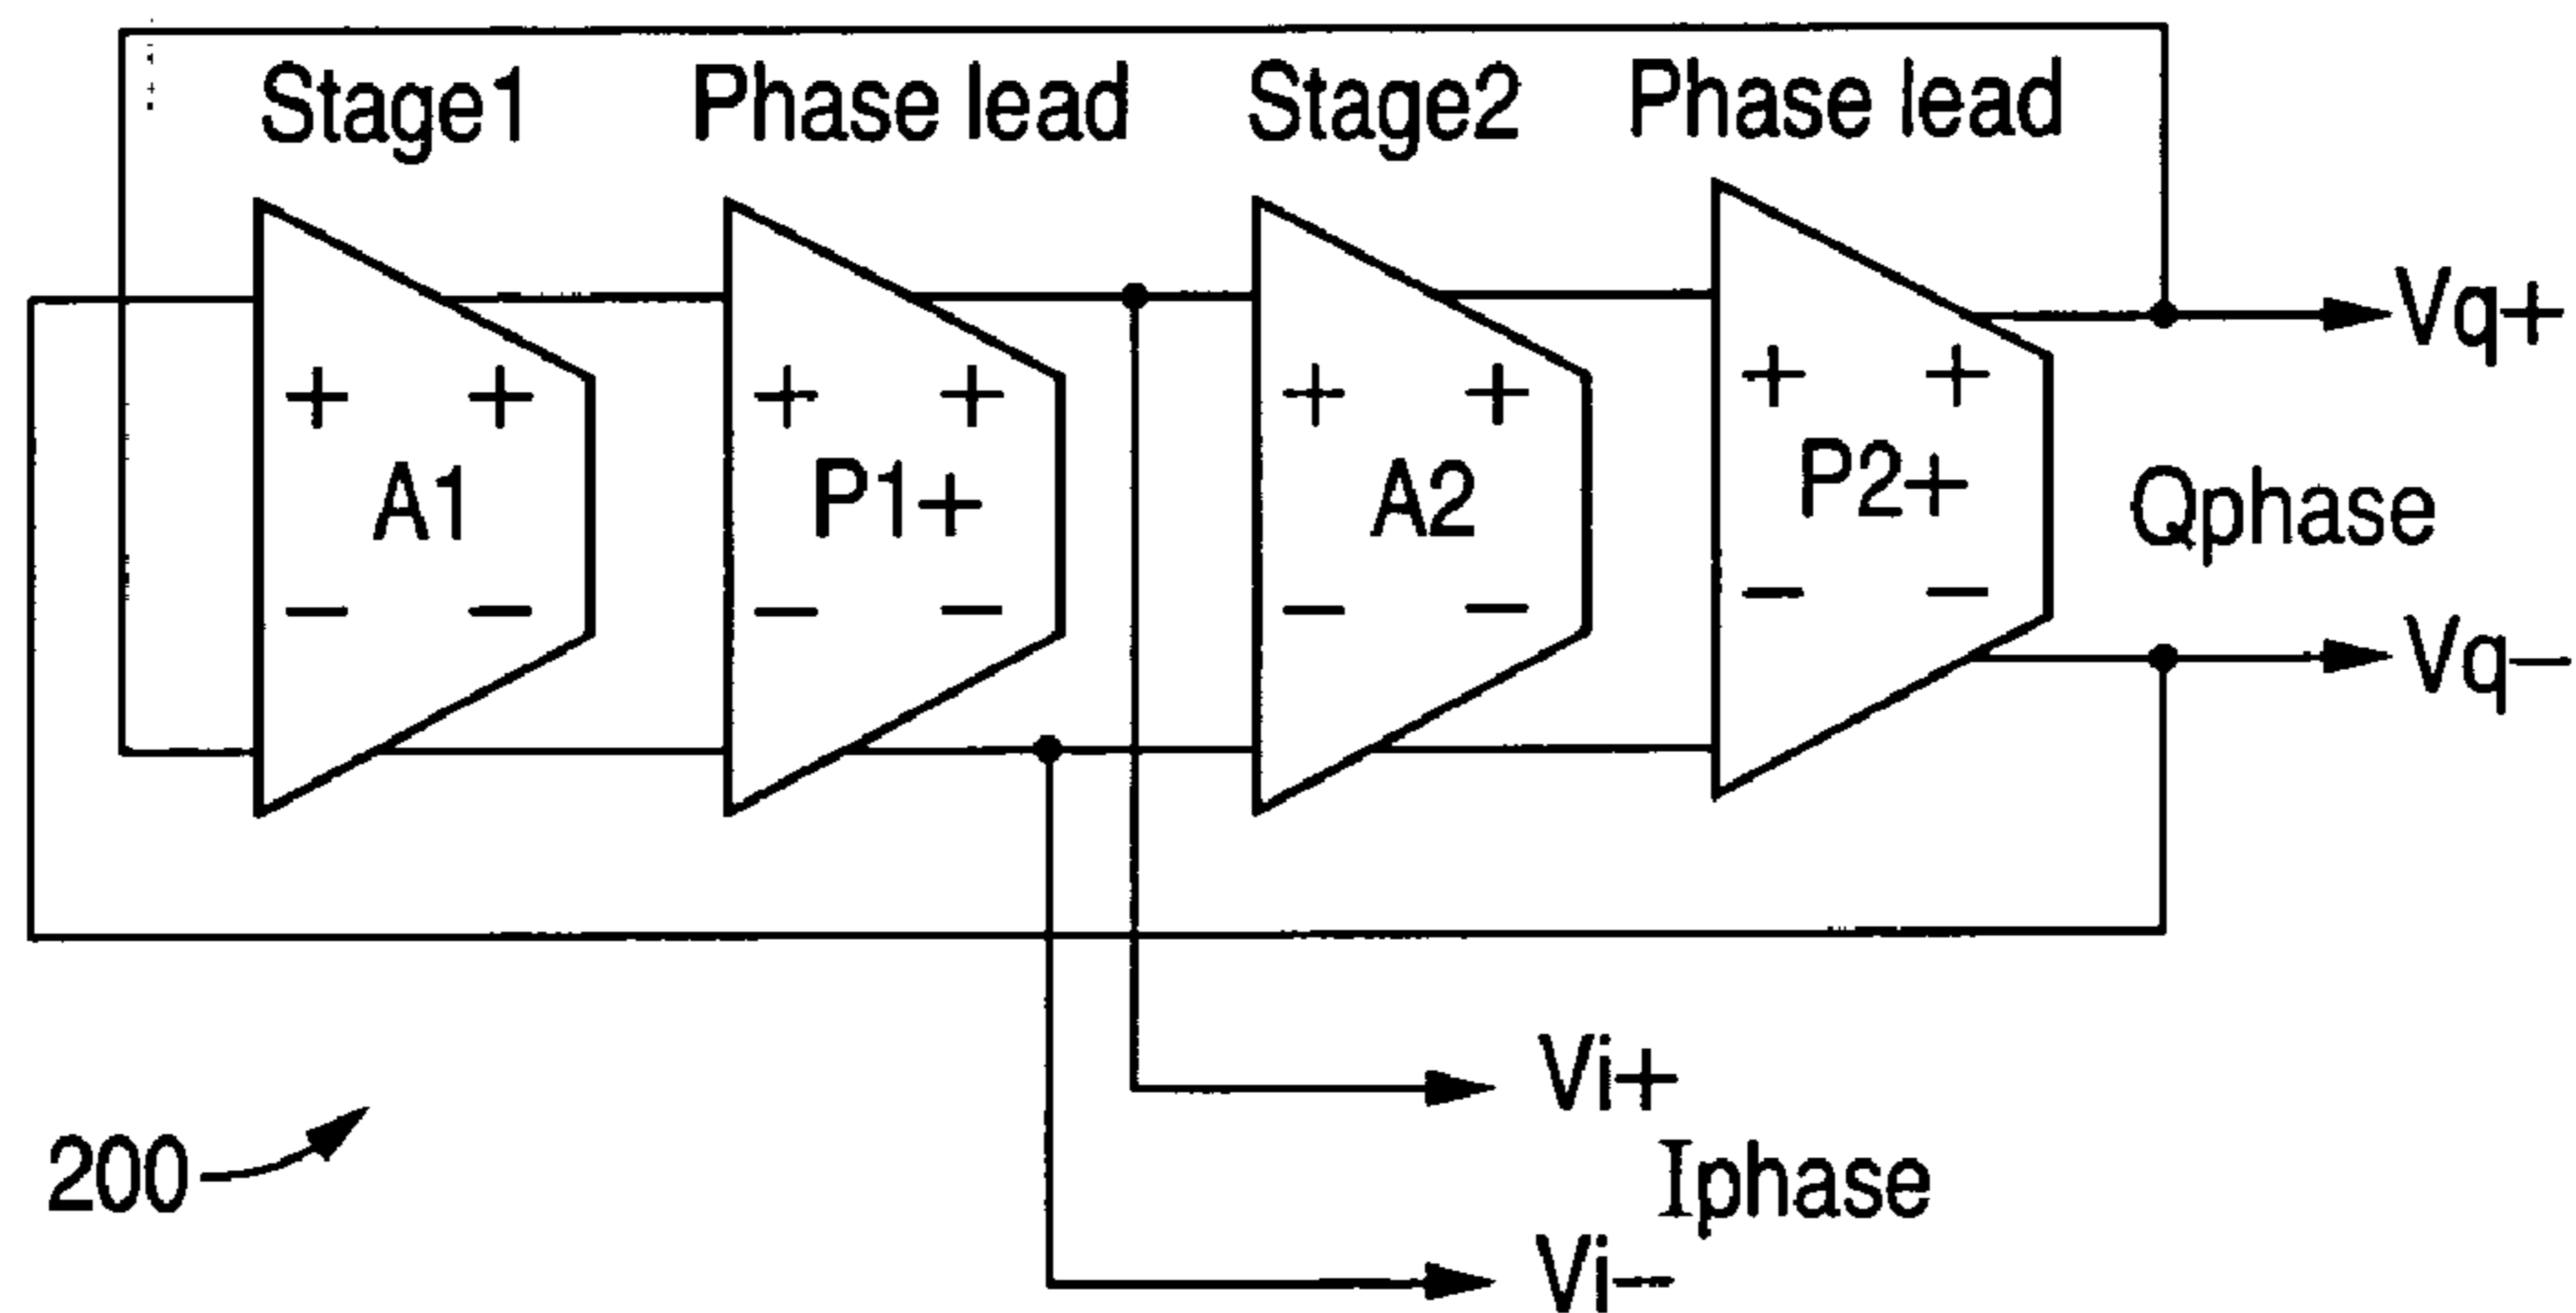 Stage1 Phase lead Stage2 Phase lead
+ + + + + + + +
A1 P1+ A2 P2+
− − − − − − − −
Vq+
Qphase
Vq−
Vi+
Iphase
Vi−
200